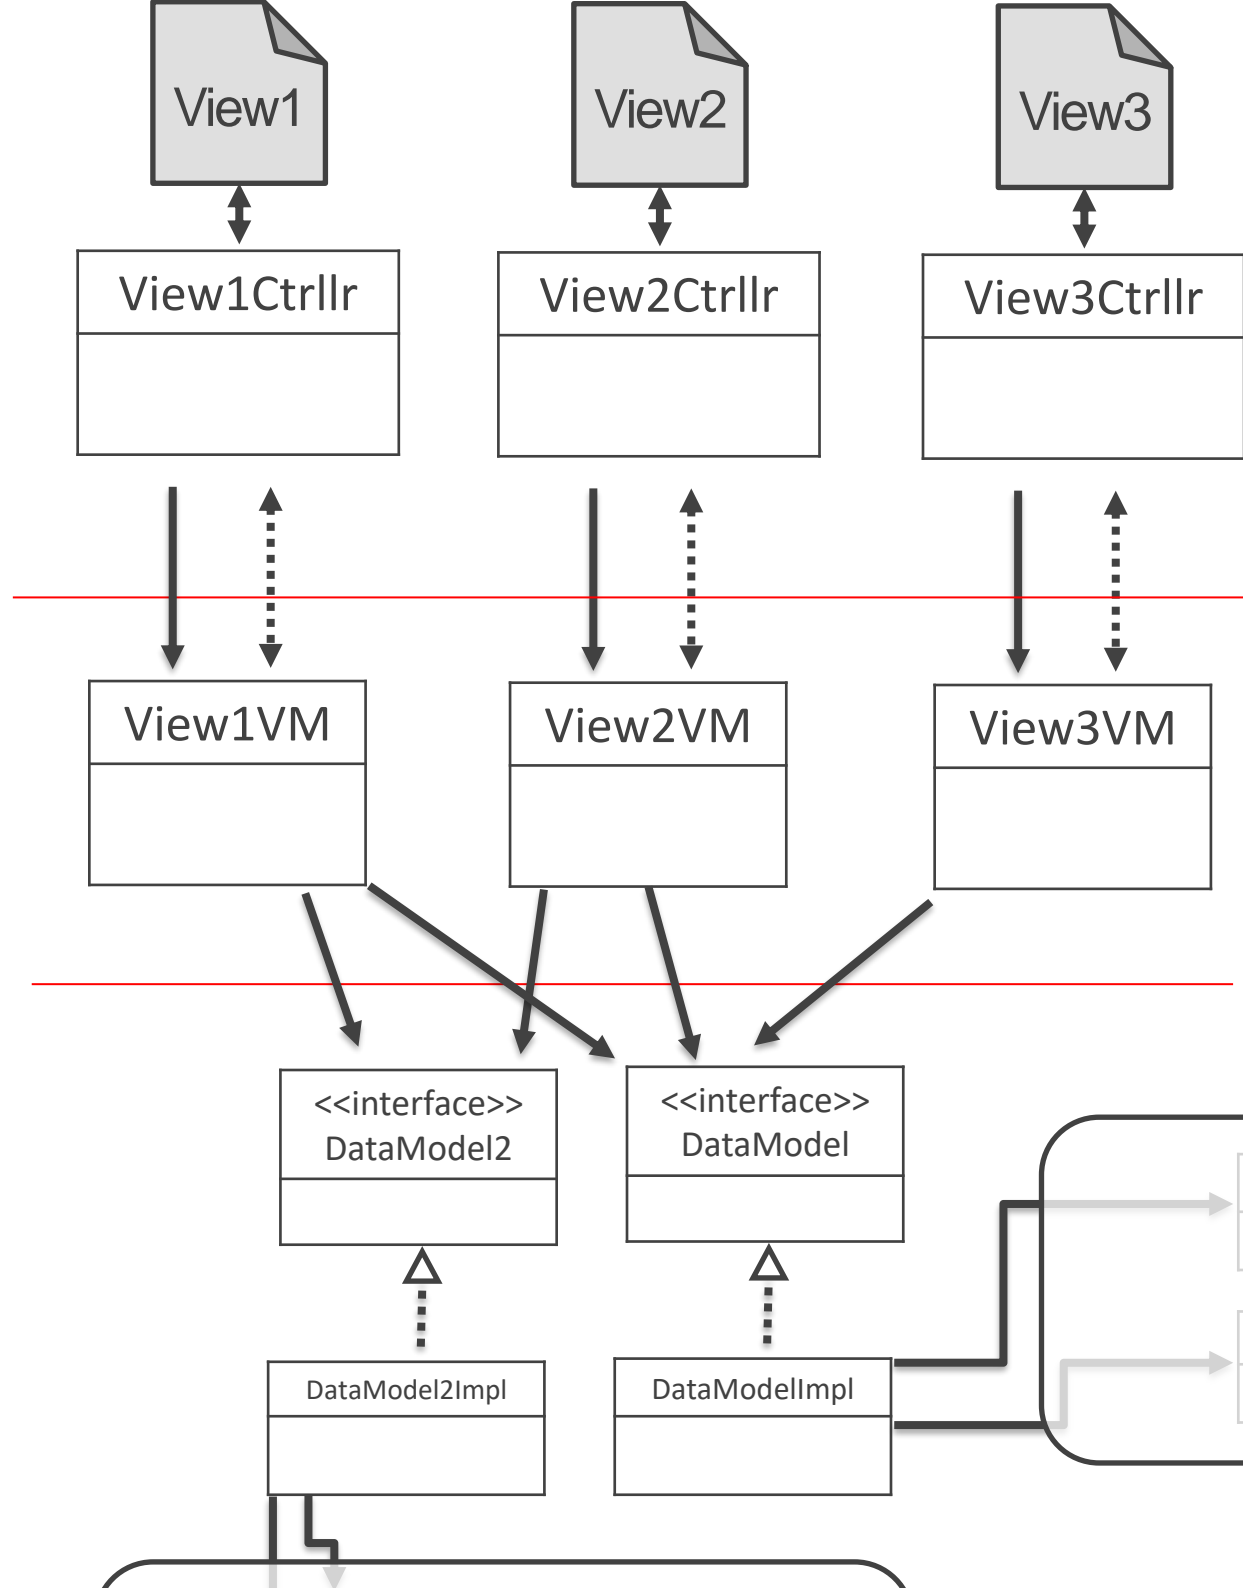 View1
View2
View3
View1Ctrllr
View2Ctrllr
View3Ctrllr
View1VM
View2VM
View3VM
<<interface>>
DataModel2
<<interface>>
DataModel
DataModel2Impl
DataModelImpl